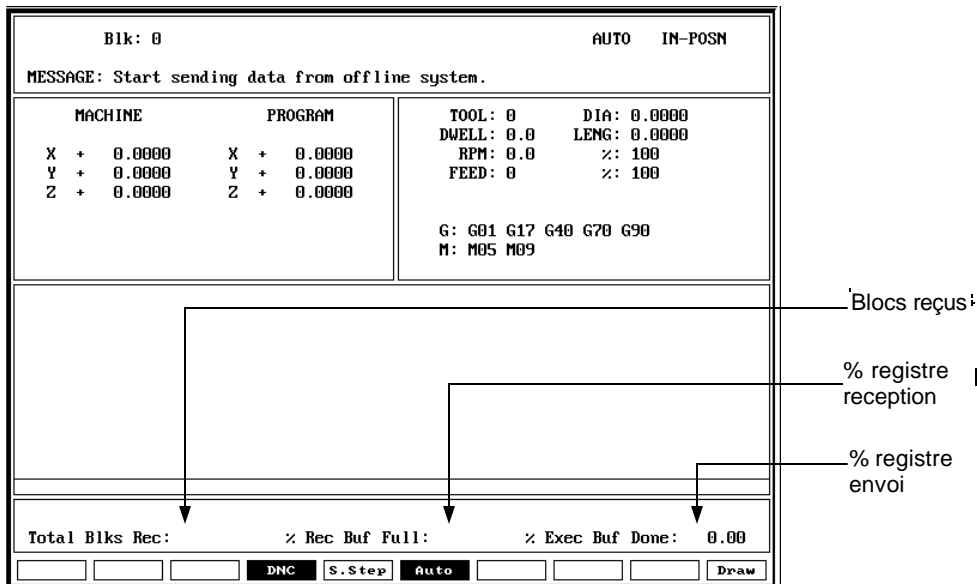 Blk: 0 AUTO IN-POSN
MESSAGE: Start sending data from offline system.
MACHINE PROGRAM
X + 0.0000 X + 0.0000
Y + 0.0000 Y + 0.0000
Z + 0.0000 Z + 0.0000
TOOL: 0 DIA: 0.0000
DWELL: 0.0 LENG: 0.0000
RPM: 0.0 %: 100
FEED: 0 %: 100
G: G01 G17 G40 G70 G90
M: M05 M09
Blocs reçus
% registre
reception
% registre
envoi
Total Blks Rec: % Rec Buf Full: % Exec Buf Done: 0.00
DNC S.Step Auto Draw